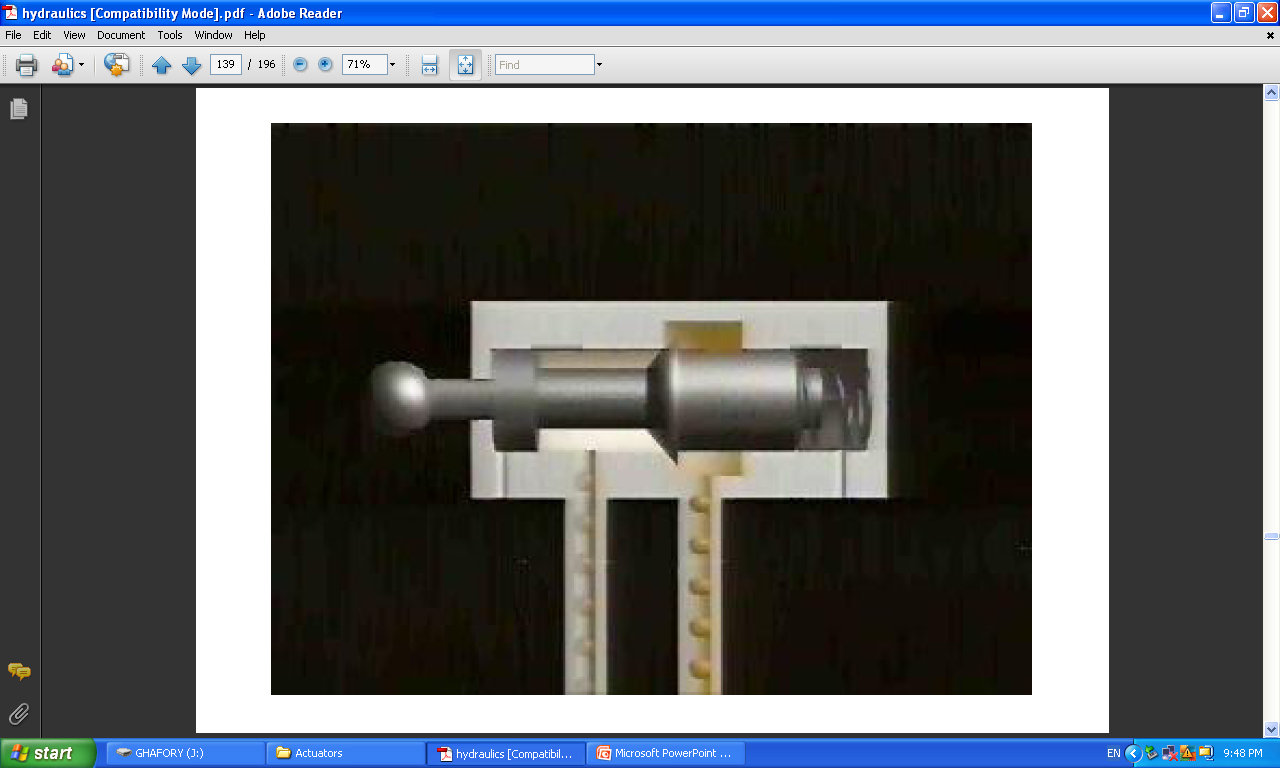 hydraulics [Compatibility Mode].pdf - Adobe Reader
File Edit View Document Tools Window Help
139 / 196 71% Find
start GHAFORY (J:) Actuators hydraulics [Compatibil... Microsoft PowerPoint ... EN 9:48 PM